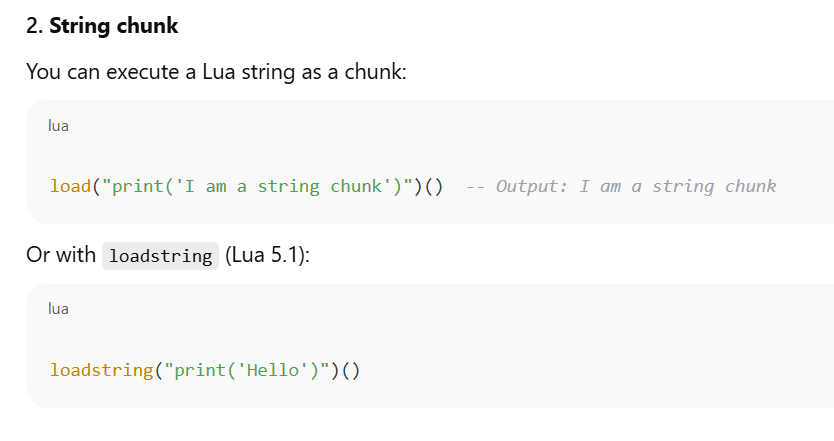 2. String chunk
You can execute a Lua string as a chunk:
lua
load("print('I am a string chunk')")()  -- Output: I am a string chunk
Or with loadstring (Lua 5.1):
lua
loadstring("print('Hello')")()